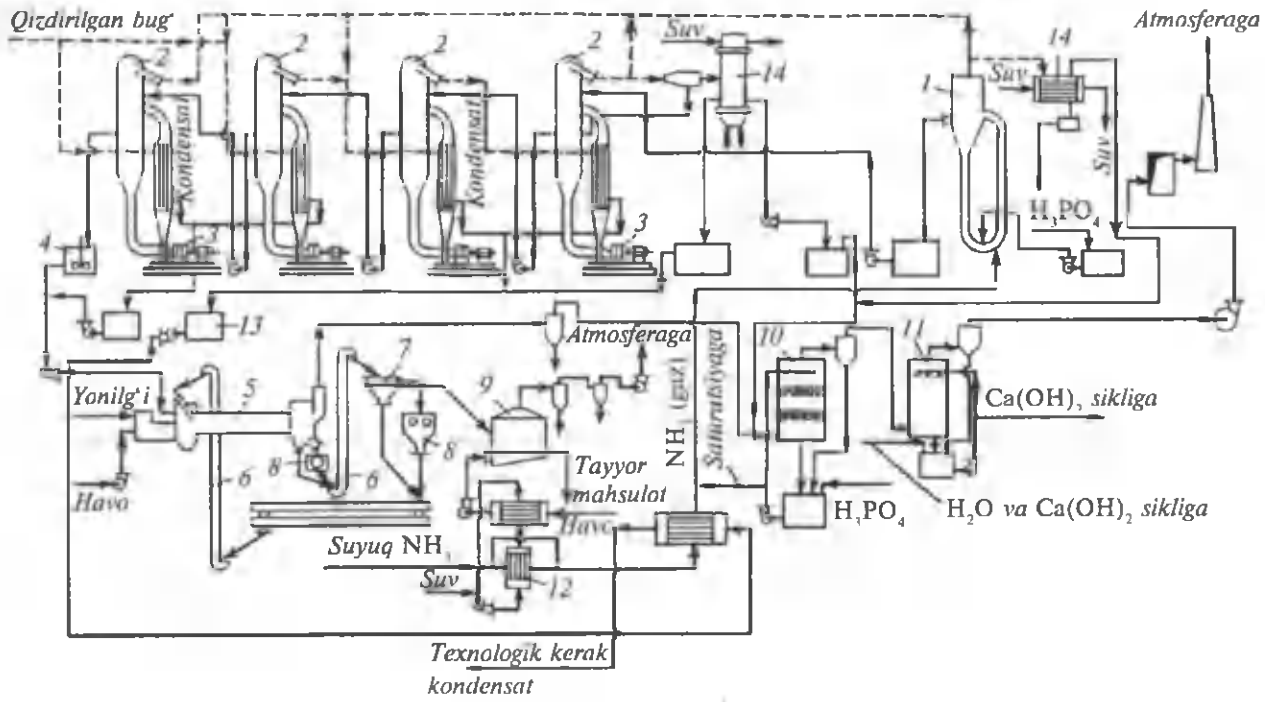 Qizdirilgan bug
Atmosferaga
2
2
2
2
Suv
14
14
Suv
1
Kondensat
Kondensat
Suv
H₃PO₄
4
3
3
13
Atmosferaga
10
11
7
Yonilg'i
5
9
NH₃ (gaz)
Saturatsiyaga
Ca(OH)₂ sikliga
8
8
6
6
Havo
Tayyor
mahsulot
Havo
H₃PO₄
H₂O va Ca(OH)₂ sikliga
Suyuq NH₃
Suv
12
Texnologik kerak
kondensat